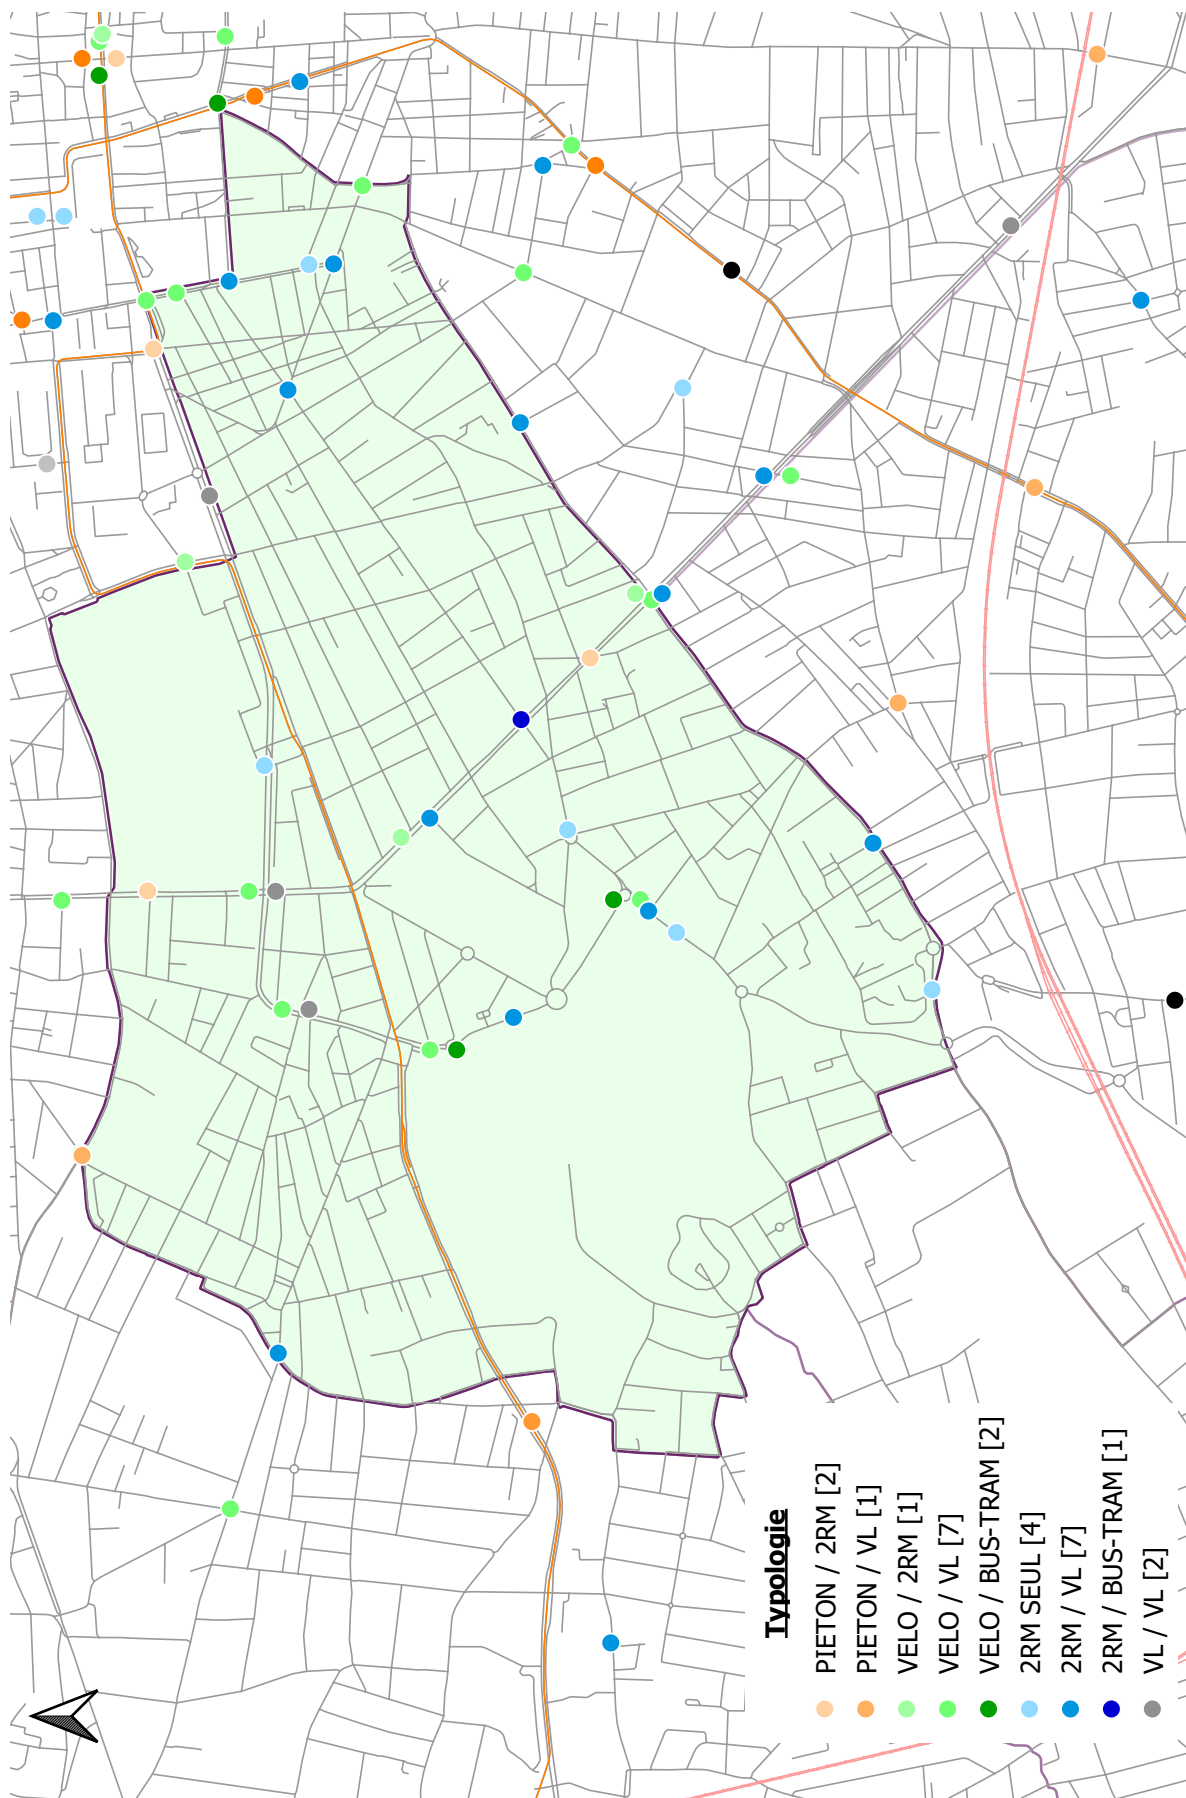 Typologie
PIETON / 2RM [2]
PIETON / VL [1]
VELO / 2RM [1]
VELO / VL [7]
VELO / BUS-TRAM [2]
2RM SEUL [4]
2RM / VL [7]
2RM / BUS-TRAM [1]
VL / VL [2]